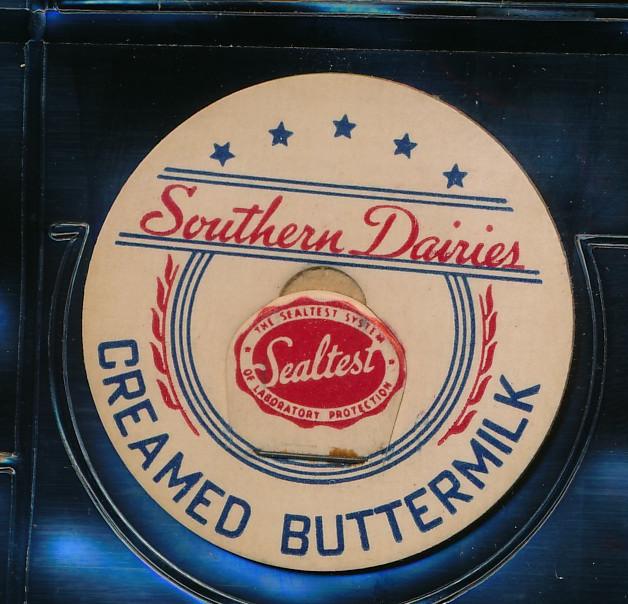 Southern Dairies
THE SEALTEST SYSTEM
Sealtest
OF LABORATORY PROTECTION
CREAMED BUTTERMILK